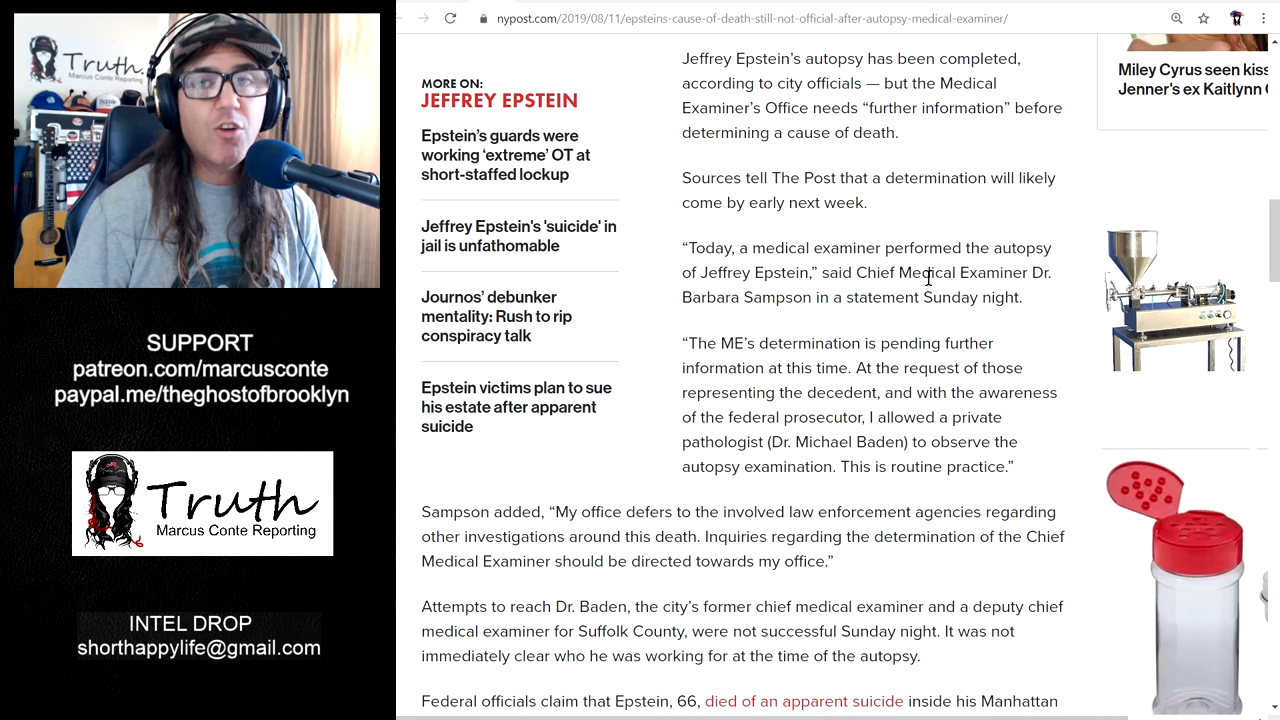 Truth.
Marcus Conte Reporting
SUPPORT
patreon.com/marcusconte
paypal.me/theghostofbrooklyn
Truth
Marcus Conte Reporting
INTEL DROP
shorthappylife@gmail.com
nypost.com/2019/08/11/epsteins-cause-of-death-still-not-official-after-autopsy-medical-examiner/
MORE ON:
JEFFREY EPSTEIN
Epstein’s guards were
working ‘extreme’ OT at
short-staffed lockup
Jeffrey Epstein's 'suicide' in
jail is unfathomable
Journos’ debunker
mentality: Rush to rip
conspiracy talk
Epstein victims plan to sue
his estate after apparent
suicide
Jeffrey Epstein’s autopsy has been completed,
according to city officials — but the Medical
Examiner’s Office needs “further information” before
determining a cause of death.
Sources tell The Post that a determination will likely
come by early next week.
“Today, a medical examiner performed the autopsy
of Jeffrey Epstein,” said Chief Medical Examiner Dr.
Barbara Sampson in a statement Sunday night.
“The ME’s determination is pending further
information at this time. At the request of those
representing the decedent, and with the awareness
of the federal prosecutor, I allowed a private
pathologist (Dr. Michael Baden) to observe the
autopsy examination. This is routine practice.”
Sampson added, “My office defers to the involved law enforcement agencies regarding
other investigations around this death. Inquiries regarding the determination of the Chief
Medical Examiner should be directed towards my office.”
Attempts to reach Dr. Baden, the city’s former chief medical examiner and a deputy chief
medical examiner for Suffolk County, were not successful Sunday night. It was not
immediately clear who he was working for at the time of the autopsy.
Federal officials claim that Epstein, 66, died of an apparent suicide inside his Manhattan
Miley Cyrus seen kiss
Jenner’s ex Kaitlynn